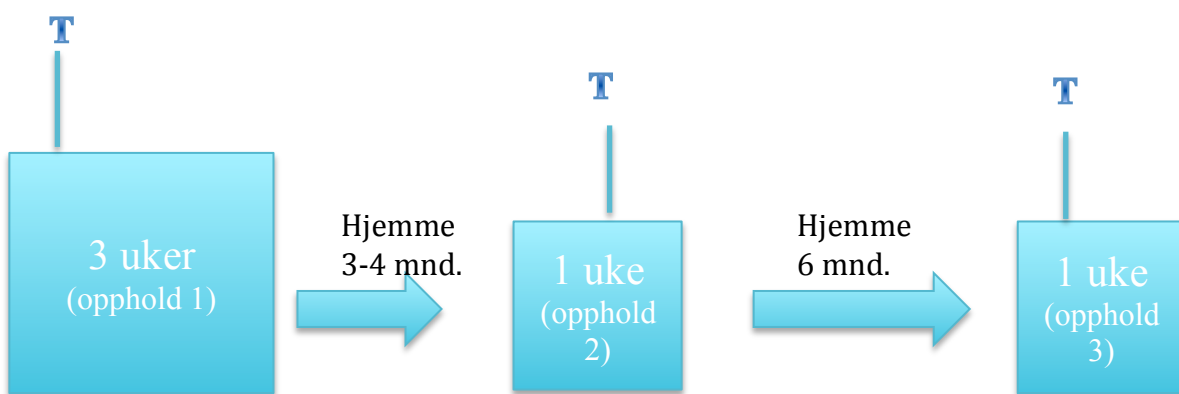 T
T
T
3 uker
(opphold 1)
Hjemme
3-4 mnd.
1 uke
(opphold
2)
Hjemme
6 mnd.
1 uke
(opphold
3)